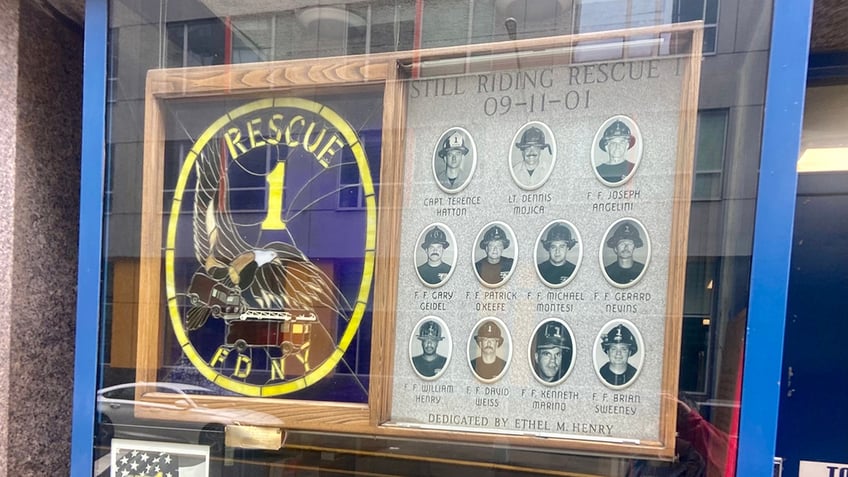 RESCUE
1
FDNY
STILL RIDING RESCUE 1
09-11-01
CAPT. TERENCE
HATTON
LT. DENNIS
MOJICA
F. F. JOSEPH
ANGELINI
F. F. GARY
GEIDEL
F. F. PATRICK
O'KEEFE
F. F. MICHAEL
MONTESI
F. F. GERARD
NEVINS
F. F. WILLIAM
HENRY
F. F. DAVID
WEISS
F. F. KENNETH
MARINO
F. F. BRIAN
SWEENEY
DEDICATED BY ETHEL M. HENRY